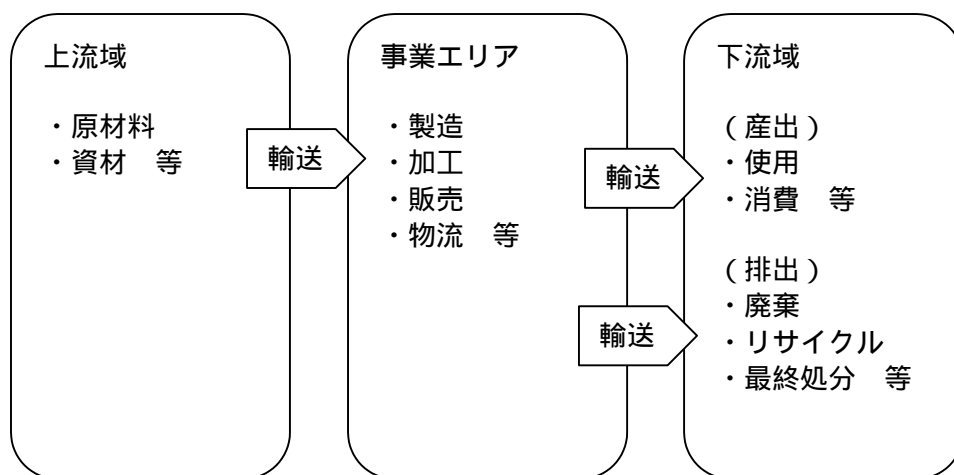 上流域
・原材料
・資材　等
輸送
事業エリア
・製造
・加工
・販売
・物流　等
輸送
輸送
下流域
（産出）
・使用
・消費　等
（排出）
・廃棄
・リサイクル
・最終処分　等